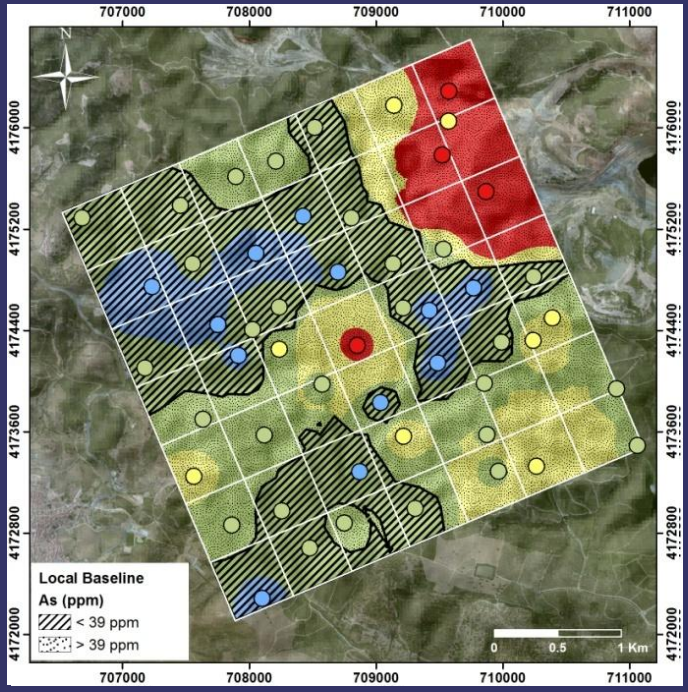 707000 708000 709000 710000 711000
N
4176000 4176000
4175200 4175200
4174400 4174400
4173600 4173600
4172800 4172800
4172000 4172000
Local Baseline
As (ppm)
< 39 ppm
> 39 ppm
0 0.5 1 Km
707000 708000 709000 710000 711000